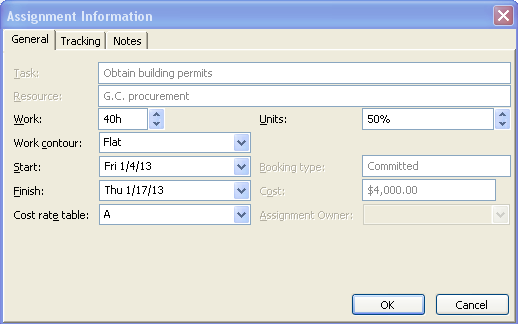 Assignment Information
General Tracking Notes
Task: Obtain building permits
Resource: G.C. procurement
Work: 40h Units: 50%
Work contour: Flat
Start: Fri 1/4/13 Booking type: Committed
Finish: Thu 1/17/13 Cost: $4,000.00
Cost rate table: A Assignment Owner:
OK Cancel